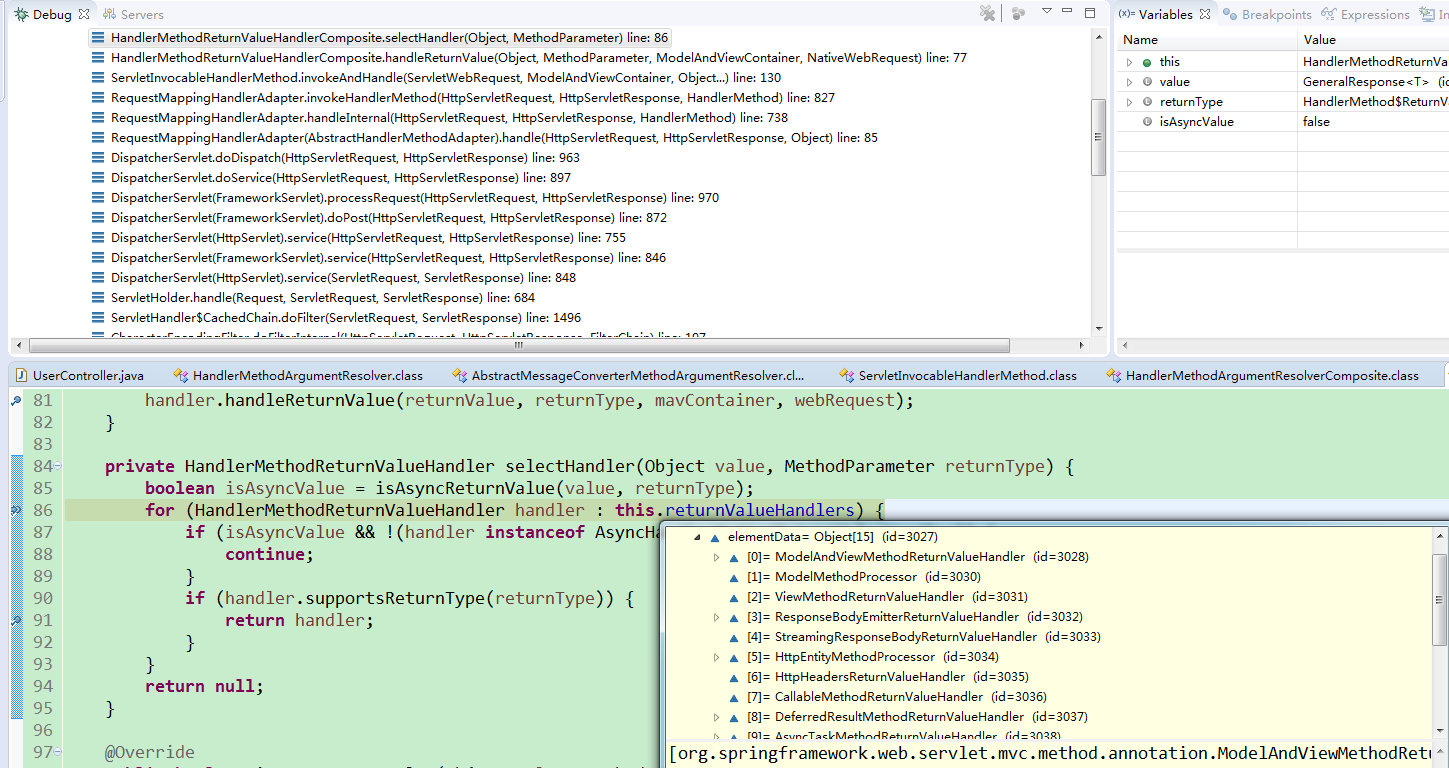 Debug Servers
HandlerMethodReturnValueHandlerComposite.selectHandler(Object, MethodParameter) line: 86
HandlerMethodReturnValueHandlerComposite.handleReturnValue(Object, MethodParameter, ModelAndViewContainer, NativeWebRequest) line: 77
ServletInvocableHandlerMethod.invokeAndHandle(ServletWebRequest, ModelAndViewContainer, Object...) line: 130
RequestMappingHandlerAdapter.invokeHandlerMethod(HttpServletRequest, HttpServletResponse, HandlerMethod) line: 827
RequestMappingHandlerAdapter.handleInternal(HttpServletRequest, HttpServletResponse, HandlerMethod) line: 738
RequestMappingHandlerAdapter(AbstractHandlerMethodAdapter).handle(HttpServletRequest, HttpServletResponse, Object) line: 85
DispatcherServlet.doDispatch(HttpServletRequest, HttpServletResponse) line: 963
DispatcherServlet.doService(HttpServletRequest, HttpServletResponse) line: 897
DispatcherServlet(FrameworkServlet).processRequest(HttpServletRequest, HttpServletResponse) line: 970
DispatcherServlet(FrameworkServlet).doPost(HttpServletRequest, HttpServletResponse) line: 872
DispatcherServlet(HttpServlet).service(HttpServletRequest, HttpServletResponse) line: 755
DispatcherServlet(FrameworkServlet).service(HttpServletRequest, HttpServletResponse) line: 846
DispatcherServlet(HttpServlet).service(ServletRequest, ServletResponse) line: 848
ServletHolder.handle(Request, ServletRequest, ServletResponse) line: 684
ServletHandler$CachedChain.doFilter(ServletRequest, ServletResponse) line: 1496
CharacterEncodingFilter.doFilterInternal(HttpServletRequest, HttpServletResponse, FilterChain) line: 197
(x)= Variables Breakpoints Expressions In
Name Value
this HandlerMethodReturnVa
value GeneralResponse<T> (ic
returnType HandlerMethod$ReturnV
isAsyncValue false
UserController.java HandlerMethodArgumentResolver.class AbstractMessageConverterMethodArgumentResolver.cl... ServletInvocableHandlerMethod.class HandlerMethodArgumentResolverComposite.class
81 handler.handleReturnValue(returnValue, returnType, mavContainer, webRequest);
82 }
83
84 private HandlerMethodReturnValueHandler selectHandler(Object value, MethodParameter returnType) {
85 boolean isAsyncValue = isAsyncReturnValue(value, returnType);
86 for (HandlerMethodReturnValueHandler handler : this.returnValueHandlers) {
87 if (isAsyncValue && !(handler instanceof AsyncHa
88 continue;
89 }
90 if (handler.supportsReturnType(returnType)) {
91 return handler;
92 }
93 }
94 return null;
95 }
96
97 @Override
elementData= Object[15] (id=3027)
[0]= ModelAndViewMethodReturnValueHandler (id=3028)
[1]= ModelMethodProcessor (id=3030)
[2]= ViewMethodReturnValueHandler (id=3031)
[3]= ResponseBodyEmitterReturnValueHandler (id=3032)
[4]= StreamingResponseBodyReturnValueHandler (id=3033)
[5]= HttpEntityMethodProcessor (id=3034)
[6]= HttpHeadersReturnValueHandler (id=3035)
[7]= CallableMethodReturnValueHandler (id=3036)
[8]= DeferredResultMethodReturnValueHandler (id=3037)
[9]= AsyncTaskMethodReturnValueHandler (id=3038)
[org.springframework.web.servlet.mvc.method.annotation.ModelAndViewMethodRetu